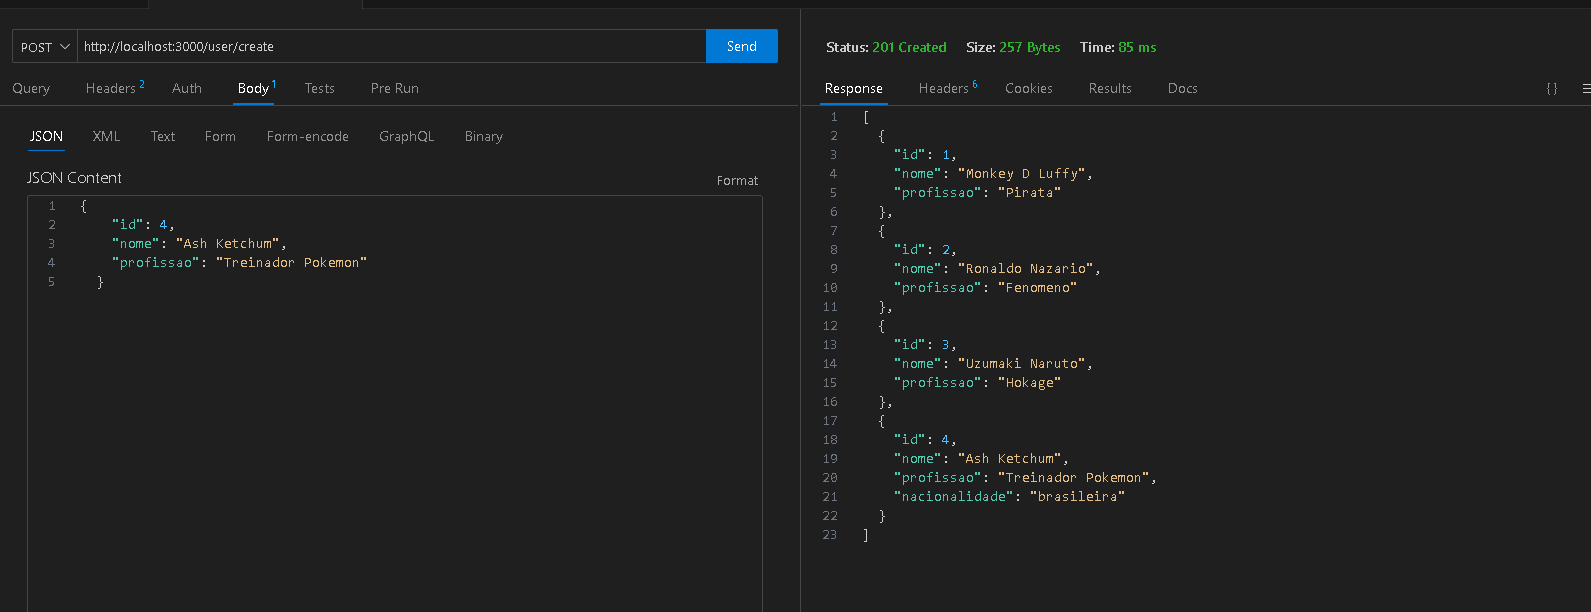 POST http://localhost:3000/user/create Send
Query Headers 2 Auth Body 1 Tests Pre Run
JSON XML Text Form Form-encode GraphQL Binary
JSON Content
Format
1 {
2 "id": 4,
3 "nome": "Ash Ketchum",
4 "profissao": "Treinador Pokemon"
5 }
Status: 201 Created Size: 257 Bytes Time: 85 ms
Response Headers 6 Cookies Results Docs {}
1 [
2 {
3 "id": 1,
4 "nome": "Monkey D Luffy",
5 "profissao": "Pirata"
6 },
7 {
8 "id": 2,
9 "nome": "Ronaldo Nazario",
10 "profissao": "Fenomeno"
11 },
12 {
13 "id": 3,
14 "nome": "Uzumaki Naruto",
15 "profissao": "Hokage"
16 },
17 {
18 "id": 4,
19 "nome": "Ash Ketchum",
20 "profissao": "Treinador Pokemon",
21 "nacionalidade": "brasileira"
22 }
23 ]